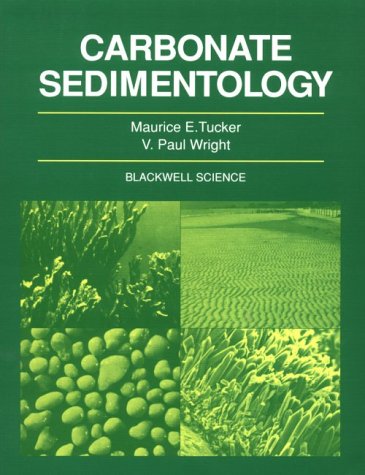 CARBONATE
SEDIMENTOLOGY
Maurice E.Tucker
V. Paul Wright
BLACKWELL SCIENCE